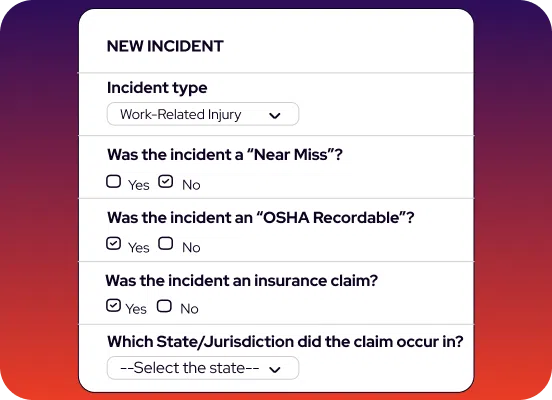 NEW INCIDENT
Incident type
Work-Related Injury
Was the incident a “Near Miss”?
Yes No
Was the incident an “OSHA Recordable”?
Yes No
Was the incident an insurance claim?
Yes No
Which State/Jurisdiction did the claim occur in?
--Select the state--